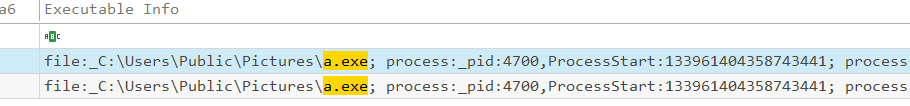 a6 Executable Info
ABC
file:_C:\Users\Public\Pictures\a.exe; process:_pid:4700,ProcessStart:133961404358743441; process
file:_C:\Users\Public\Pictures\a.exe; process:_pid:4700,ProcessStart:133961404358743441; process